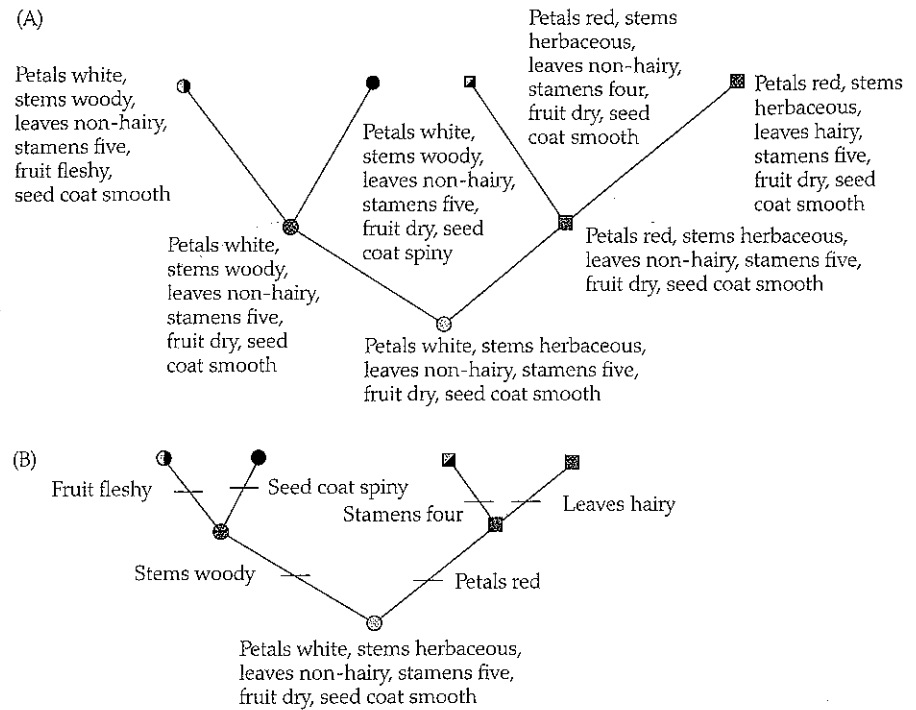 (A)
Petals white,
stems woody,
leaves non-hairy,
stamens five,
fruit fleshy,
seed coat smooth
Petals white,
stems woody,
leaves non-hairy,
stamens five,
fruit dry, seed
coat spiny
Petals red, stems
herbaceous,
leaves non-hairy,
stamens four,
fruit dry, seed
coat smooth
Petals red, stems
herbaceous,
leaves hairy,
stamens five,
fruit dry, seed
coat smooth
Petals white,
stems woody,
leaves non-hairy,
stamens five,
fruit dry, seed
coat smooth
Petals red, stems herbaceous,
leaves non-hairy, stamens five,
fruit dry, seed coat smooth
Petals white, stems herbaceous,
leaves non-hairy, stamens five,
fruit dry, seed coat smooth
(B)
Fruit fleshy
Seed coat spiny
Stamens four
Leaves hairy
Stems woody
Petals red
Petals white, stems herbaceous,
leaves non-hairy, stamens five,
fruit dry, seed coat smooth